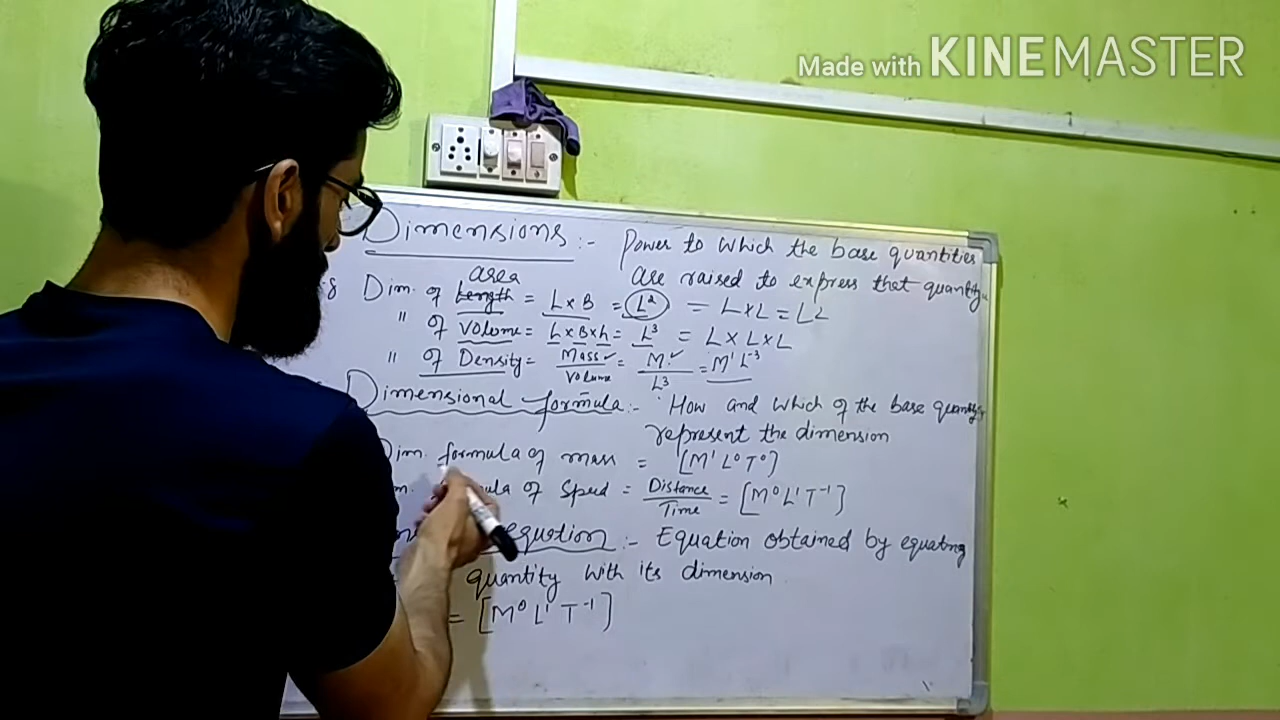 Made with KINEMASTER
Dimensions :- Power to which the base quantities
are raised to express that quantity.
area
Dim. of Length = L×B = L² = L×L = L²
" of Volume = L×B×h = L³ = L×L×L
" of Density = Mass/Volume = M/L³ = M¹L⁻³
Dimensional formula :- How and which of the base quantity
represent the dimension
Dim. formula of mass = [M¹ L⁰ T⁰]
of Speed = Distance/Time = [M⁰ L¹ T⁻¹]
equation :- Equation obtained by equating
quantity with its dimension
= [M⁰ L¹ T⁻¹]